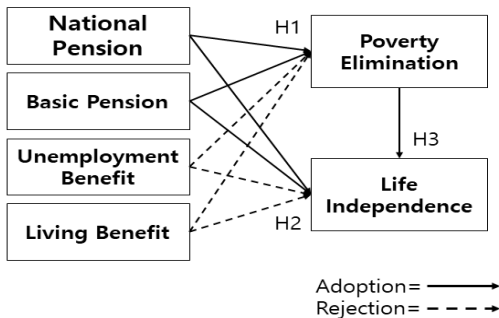 National
Pension
Basic Pension
Unemployment
Benefit
Living Benefit
H1
Poverty
Elimination
H3
Life
Independence
H2
Adoption=
Rejection=